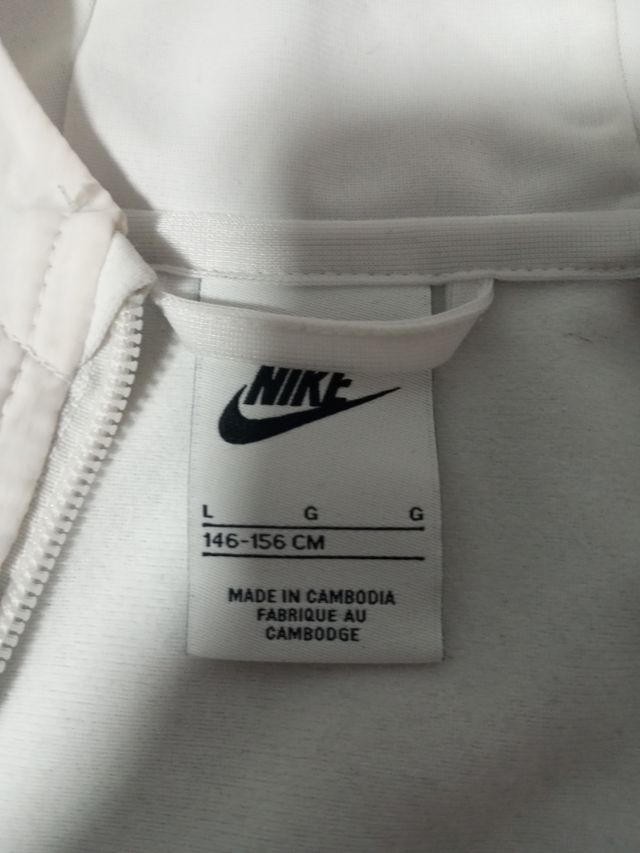 NIKE
L G G
146-156 CM
MADE IN CAMBODIA
FABRIQUE AU
CAMBODGE